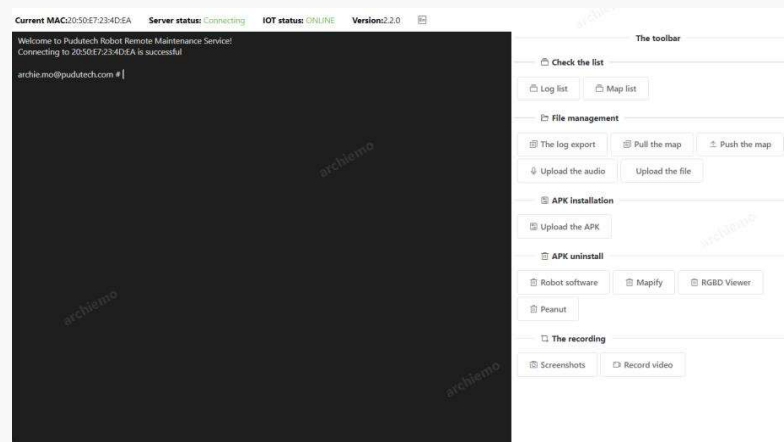 Current MAC:20:50:E7:23:4D:EA Server status: Connecting IOT status: ONLINE Version:2.2.0
Welcome to Pudutech Robot Remote Maintenance Service!
Connecting to 20:50:E7:23:4D:EA is successful
archie.mo@pudutech.com #
archiemo
archiemo
archiemo
The toolbar
Check the list
Log list Map list
File management
The log export Pull the map Push the map
Upload the audio Upload the file
APK installation
Upload the APK
archiemo
APK uninstall
Robot software Mapify RGBD Viewer
Peanut
The recording
Screenshots Record video